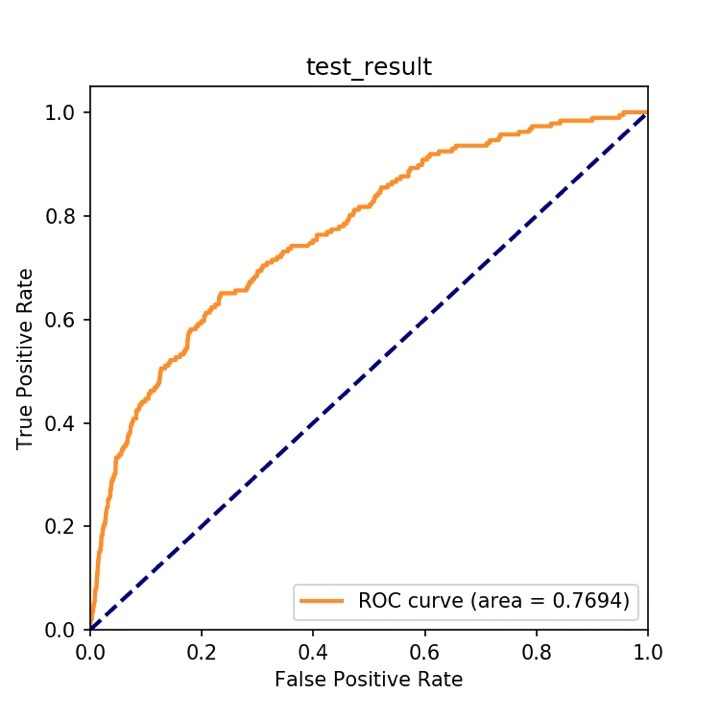 test_result
1.0
0.8
0.6
0.4
0.2
0.0
True Positive Rate
ROC curve (area = 0.7694)
0.0 0.2 0.4 0.6 0.8 1.0
False Positive Rate